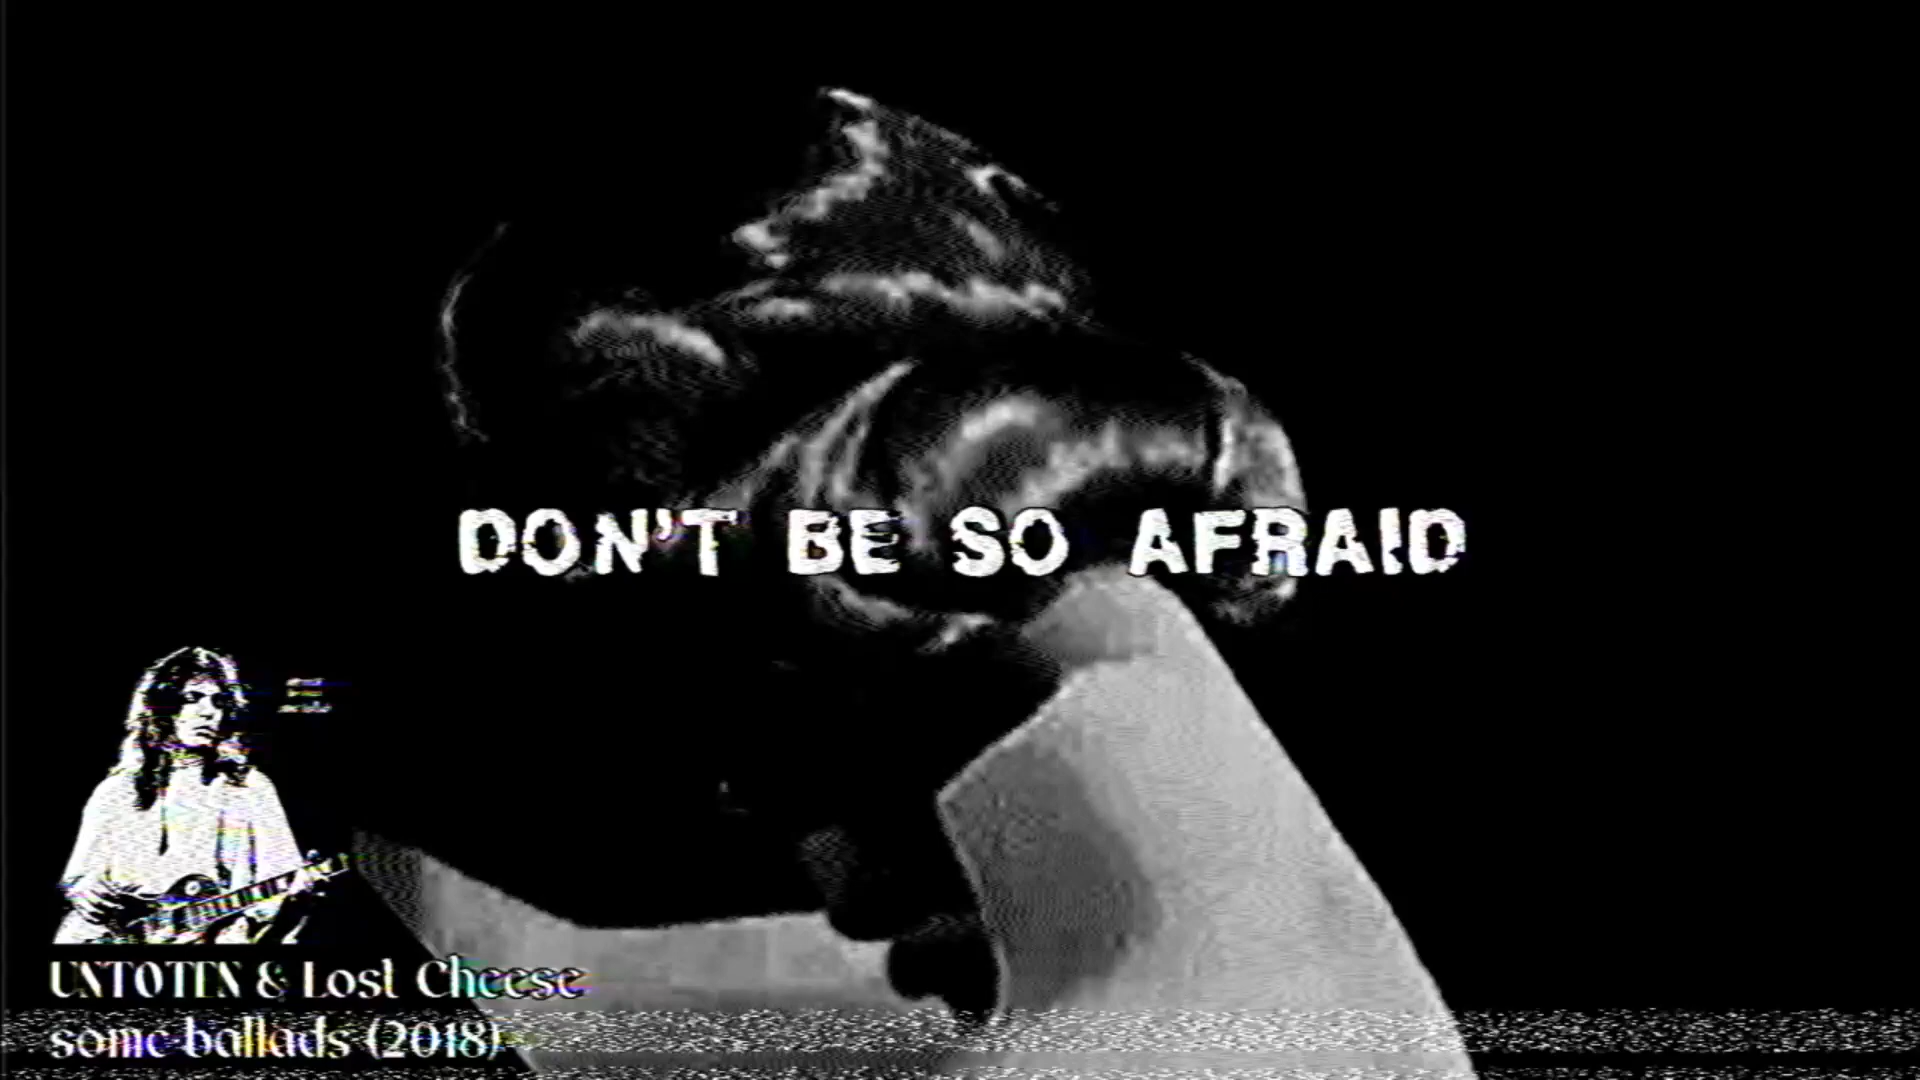 DON'T BE SO AFRAID
UNTOTEN & Lost Cheese
some ballads (2018)